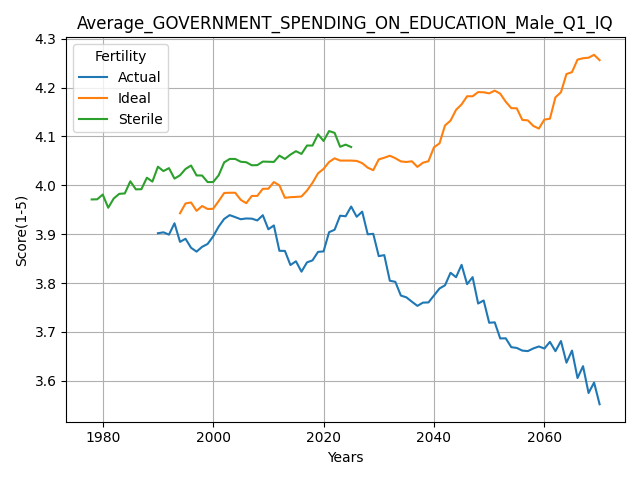 Average_GOVERNMENT_SPENDING_ON_EDUCATION_Male_Q1_IQ
Fertility
Actual
Ideal
Sterile
Score(1-5)
4.3
4.2
4.1
4.0
3.9
3.8
3.7
3.6
1980 2000 2020 2040 2060
Years